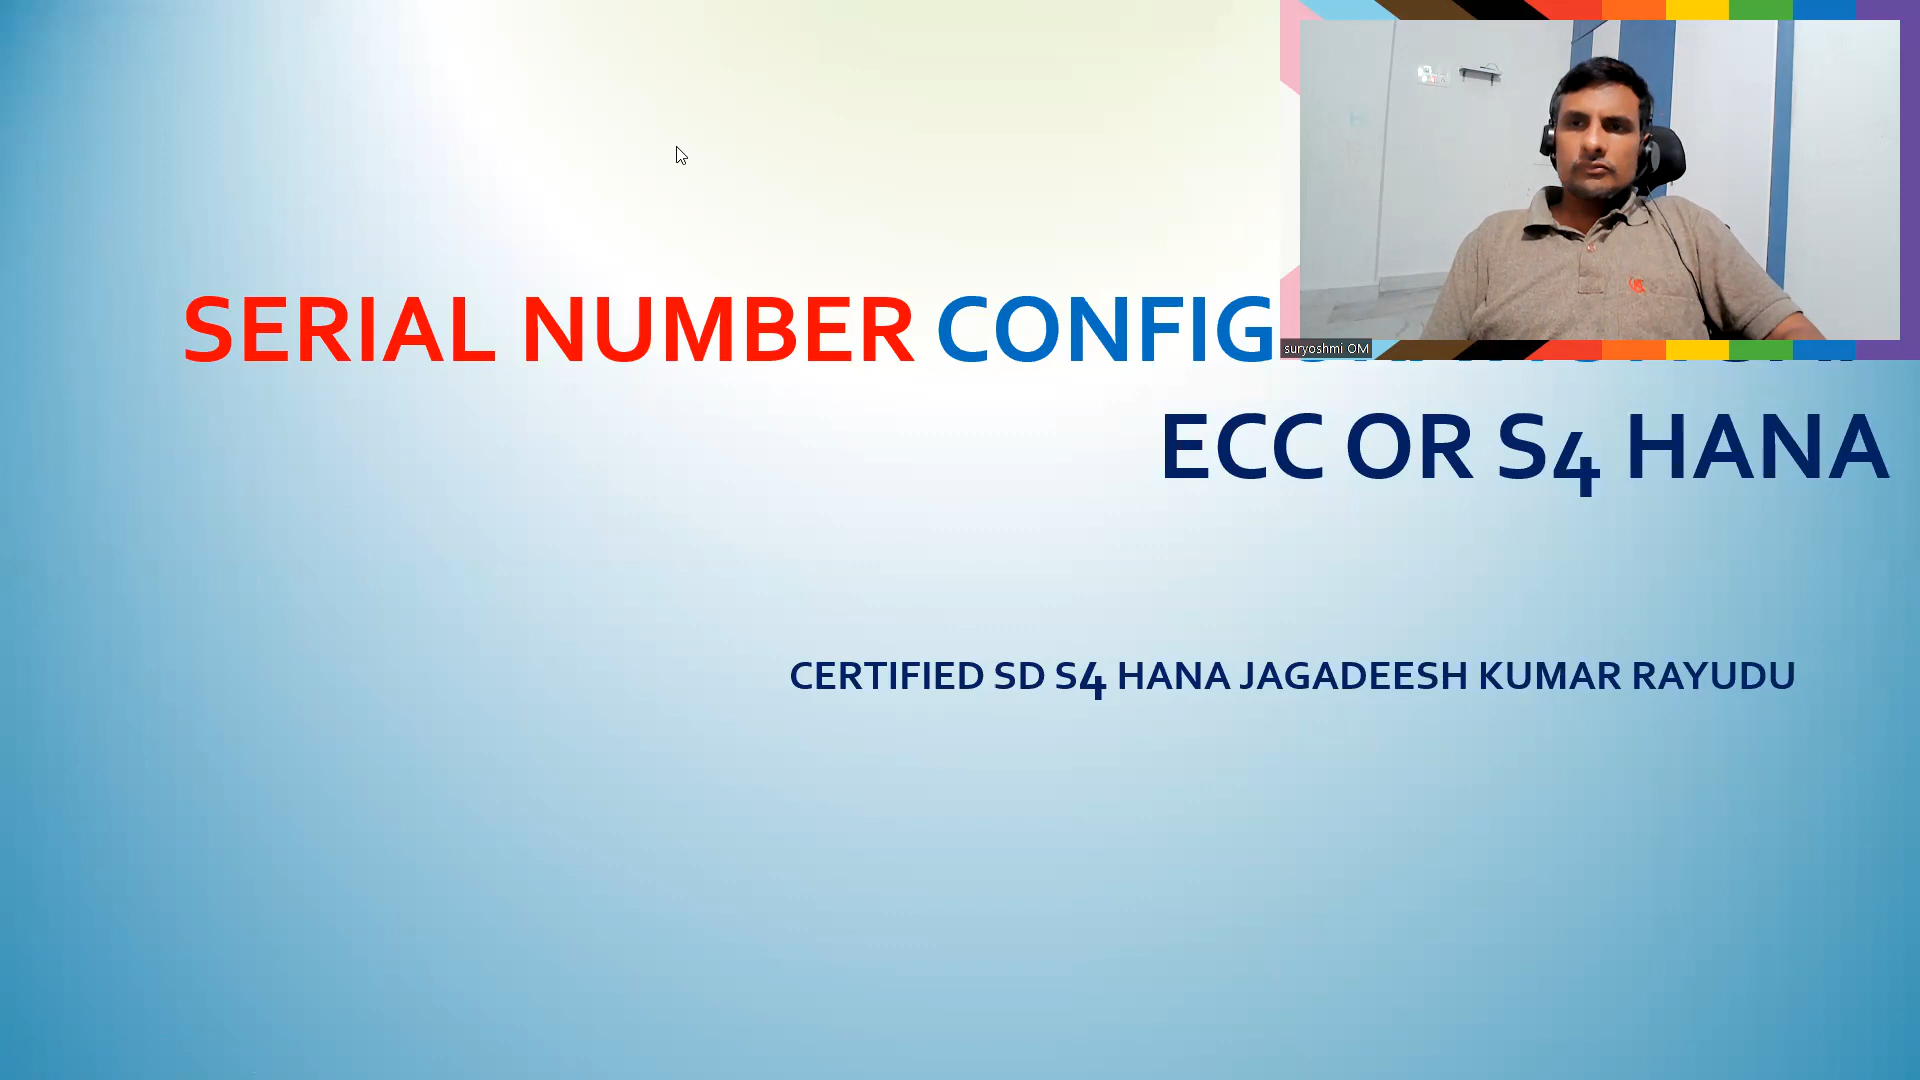 SERIAL NUMBER CONFIG
ECC OR S4 HANA
CERTIFIED SD S4 HANA JAGADEESH KUMAR RAYUDU
suryoshmi OM